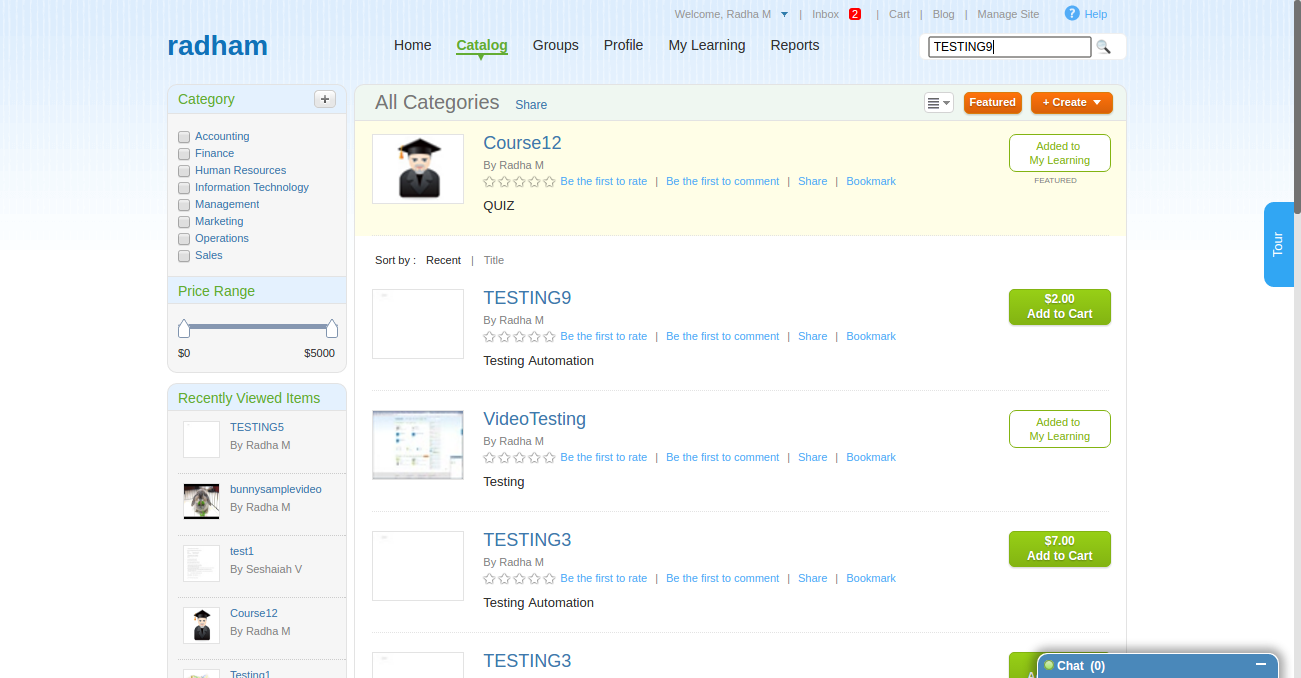 Welcome, Radha M | Inbox 2 | Cart | Blog | Manage Site ? Help
radham
Home Catalog Groups Profile My Learning Reports
TESTING9
Category +
Accounting
Finance
Human Resources
Information Technology
Management
Marketing
Operations
Sales
Price Range
$0 $5000
Recently Viewed Items
TESTING5
By Radha M
bunnysamplevideo
By Radha M
test1
By Seshaiah V
Course12
By Radha M
Testing1
All Categories Share
Featured
+ Create
Course12
By Radha M
Be the first to rate | Be the first to comment | Share | Bookmark
QUIZ
Added to
My Learning
FEATURED
Sort by : Recent | Title
TESTING9
By Radha M
Be the first to rate | Be the first to comment | Share | Bookmark
Testing Automation
$2.00
Add to Cart
VideoTesting
By Radha M
Be the first to rate | Be the first to comment | Share | Bookmark
Testing
Added to
My Learning
TESTING3
By Radha M
Be the first to rate | Be the first to comment | Share | Bookmark
Testing Automation
$7.00
Add to Cart
TESTING3
Tour
Chat (0)